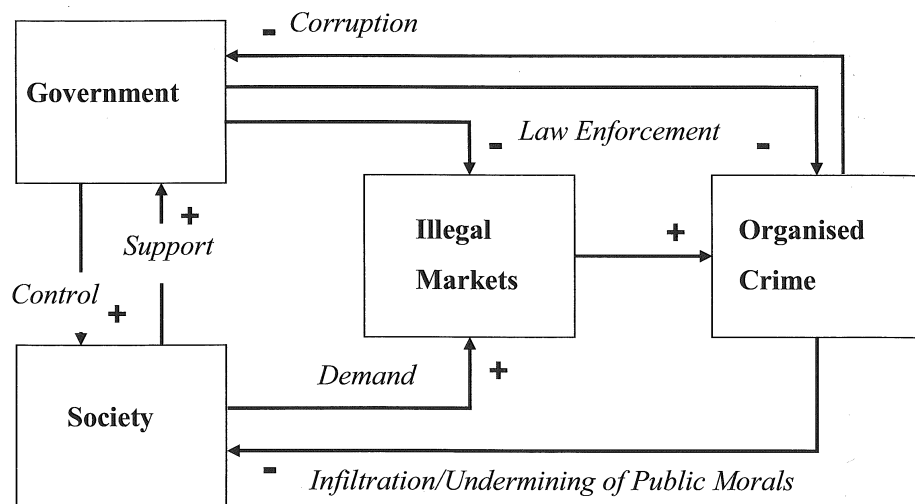 - Corruption
Government
Law Enforcement
- -
+
Support
Control
+
Illegal
Markets
+
Organised
Crime
Demand
+
Society
-
Infiltration/Undermining of Public Morals